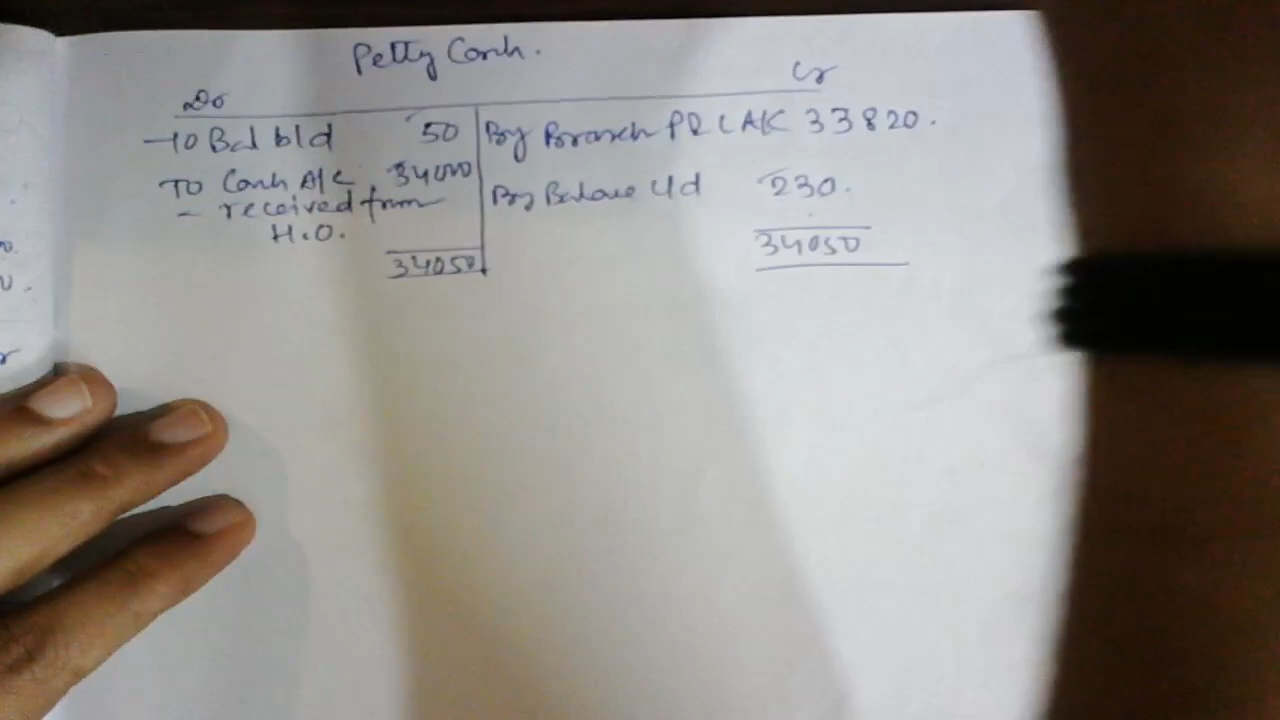 Petty Cash.
Dr Cr
To Bal b/d 50 By Branch P&L A/C 33820.
To Cash A/c 34000 By Balance c/d 230.
- received from
H.O.
34050 34050